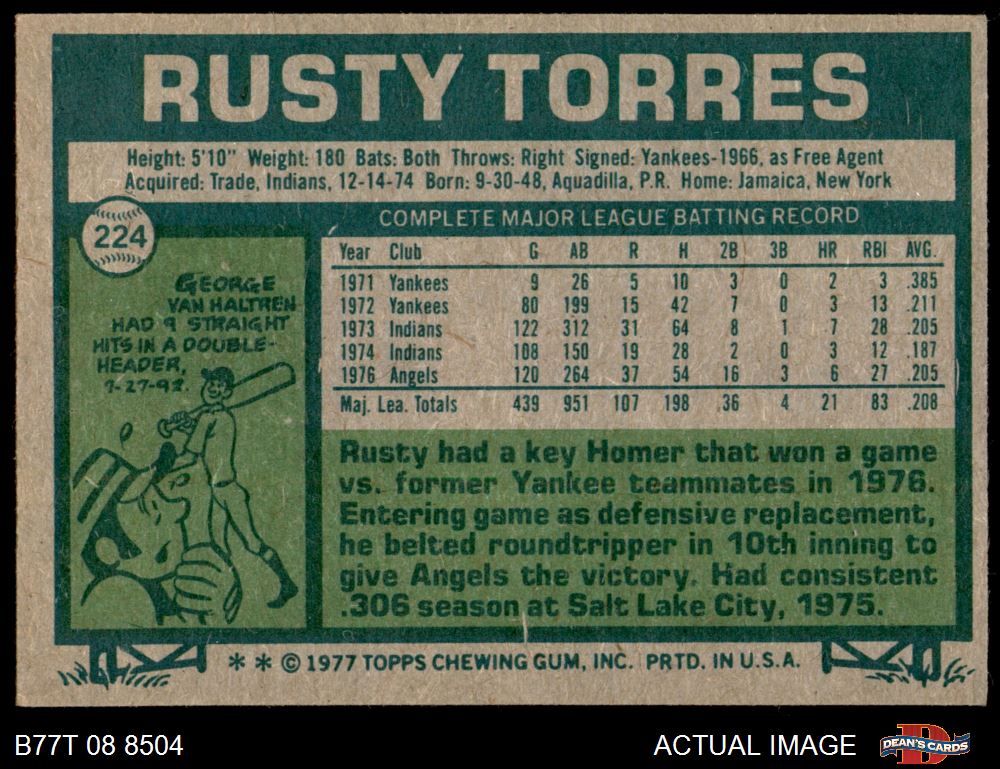 RUSTY TORRES
Height: 5'10" Weight: 180 Bats: Both Throws: Right Signed: Yankees-1966, as Free Agent
Acquired: Trade, Indians, 12-14-74 Born: 9-30-48, Aquadilla, P.R. Home: Jamaica, New York
224
GEORGE
VAN HALTREN
HAD 9 STRAIGHT
HITS IN A DOUBLE-
HEADER,
7-27-92.
COMPLETE MAJOR LEAGUE BATTING RECORD
Year Club G AB R H 2B 3B HR RBI AVG.
1971 Yankees 9 26 5 10 3 0 2 3 .385
1972 Yankees 80 199 15 42 7 0 3 13 .211
1973 Indians 122 312 31 64 8 1 7 28 .205
1974 Indians 108 150 19 28 2 0 3 12 .187
1976 Angels 120 264 37 54 16 3 6 27 .205
Maj. Lea. Totals 439 951 107 198 36 4 21 83 .208
Rusty had a key Homer that won a game
vs. former Yankee teammates in 1976.
Entering game as defensive replacement,
he belted roundtripper in 10th inning to
give Angels the victory. Had consistent
.306 season at Salt Lake City, 1975.
* * © 1977 TOPPS CHEWING GUM, INC. PRTD. IN U.S.A.
B77T 08 8504
ACTUAL IMAGE
DEAN'S CARDS